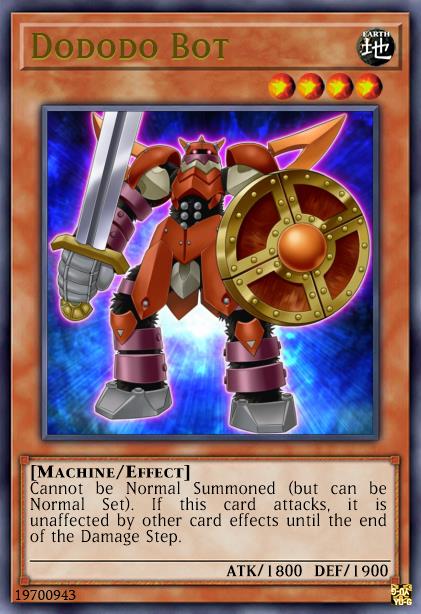 Dododo Bot
EARTH
地
[Machine/Effect]
Cannot be Normal Summoned (but can be
Normal Set). If this card attacks, it is
unaffected by other card effects until the end
of the Damage Step.
ATK/1800 DEF/1900
19700943